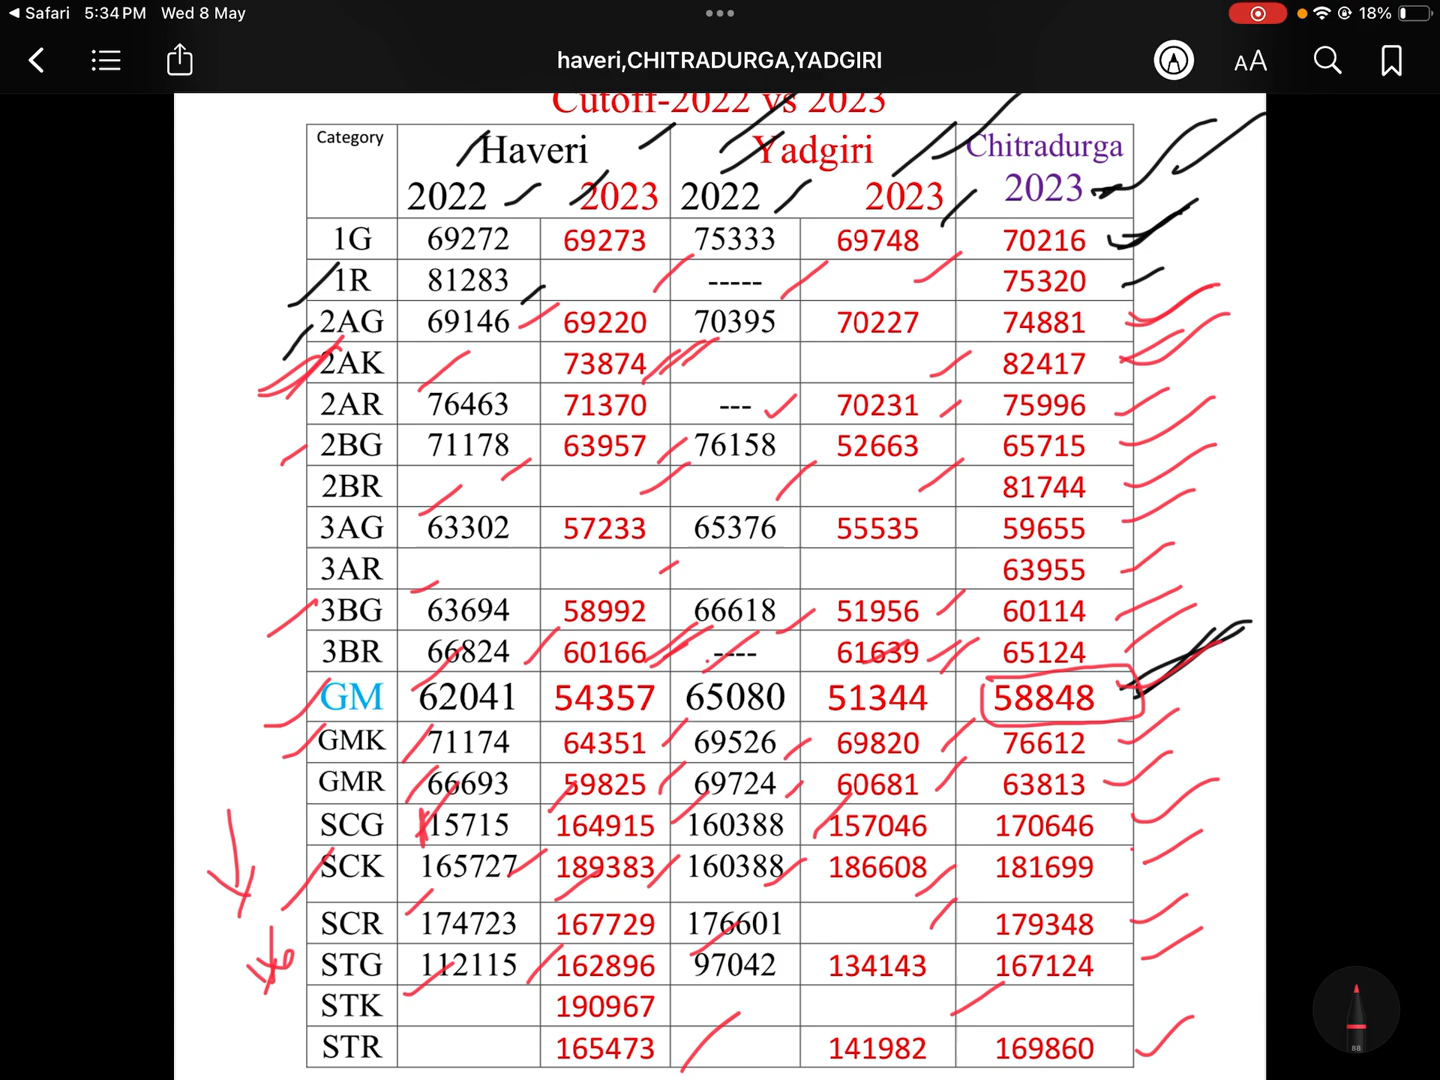 Safari 5:34 PM Wed 8 May 18%
haveri,CHITRADURGA,YADGIRI AA
Cutoff-2022 vs 2023
Category Haveri Yadgiri Chitradurga
2022 2023 2022 2023 2023
1G 69272 69273 75333 69748 70216
1R 81283 ----- 75320
2AG 69146 69220 70395 70227 74881
2AK 73874 82417
2AR 76463 71370 --- 70231 75996
2BG 71178 63957 76158 52663 65715
2BR 81744
3AG 63302 57233 65376 55535 59655
3AR 63955
3BG 63694 58992 66618 51956 60114
3BR 66824 60166 ---- 61639 65124
GM 62041 54357 65080 51344 58848
GMK 71174 64351 69526 69820 76612
GMR 66693 59825 69724 60681 63813
SCG 15715 164915 160388 157046 170646
SCK 165727 189383 160388 186608 181699
SCR 174723 167729 176601 179348
STG 112115 162896 97042 134143 167124
STK 190967
STR 165473 141982 169860
88